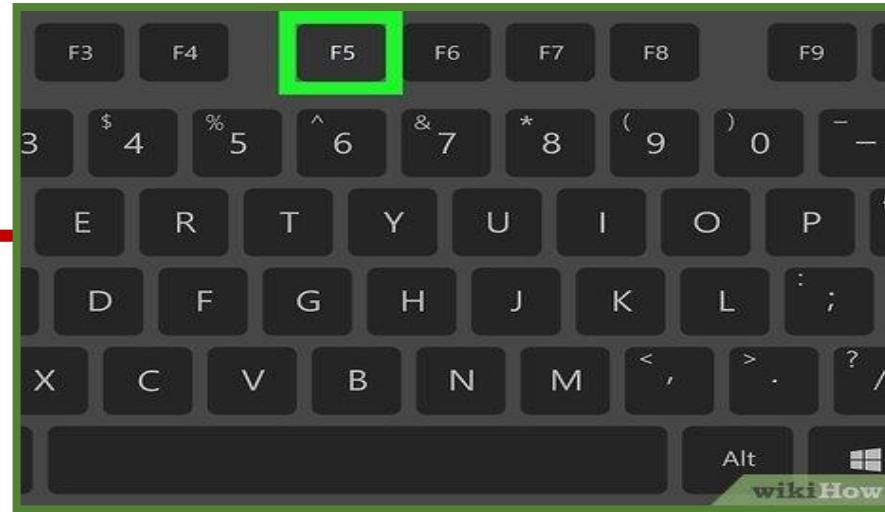 F3 F4 F5 F6 F7 F8 F9
3 $ 4 % 5 ^ 6 & 7 * 8 ( 9 ) 0 _ -
E R T Y U I O P
D F G H J K L : ;
X C V B N M < , > . ? /
Alt
wikiHow